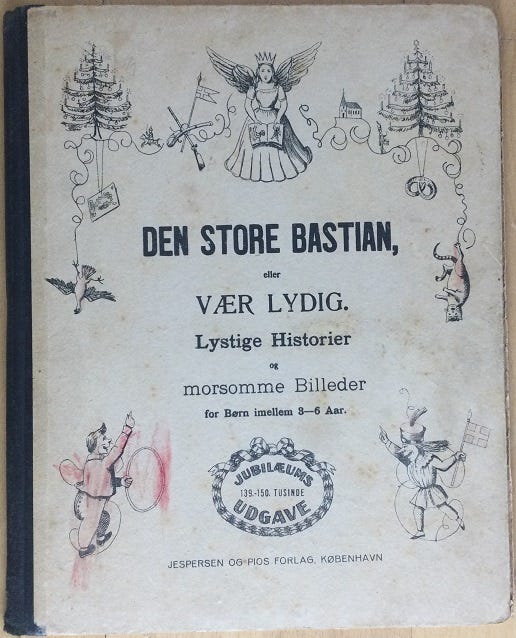 DEN STORE BASTIAN,
eller
VÆR LYDIG.
Lystige Historier
og
morsomme Billeder
for Børn imellem 3—6 Aar.
JUBILÆUMS
139.-150. TUSINDE
UDGAVE
JESPERSEN OG PIOS FORLAG, KØBENHAVN